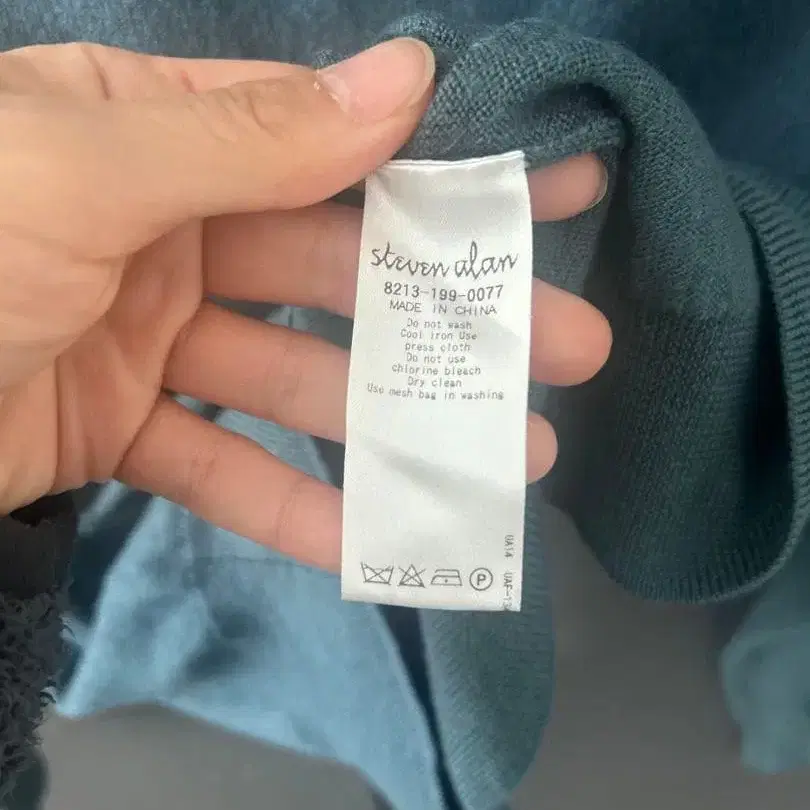 steven alan
8213-199-0077
MADE IN CHINA
Do not wash
Cool iron Use
press cloth
Do not use
chlorine bleach
Dry clean
Use mesh bag in washing
P
UA14